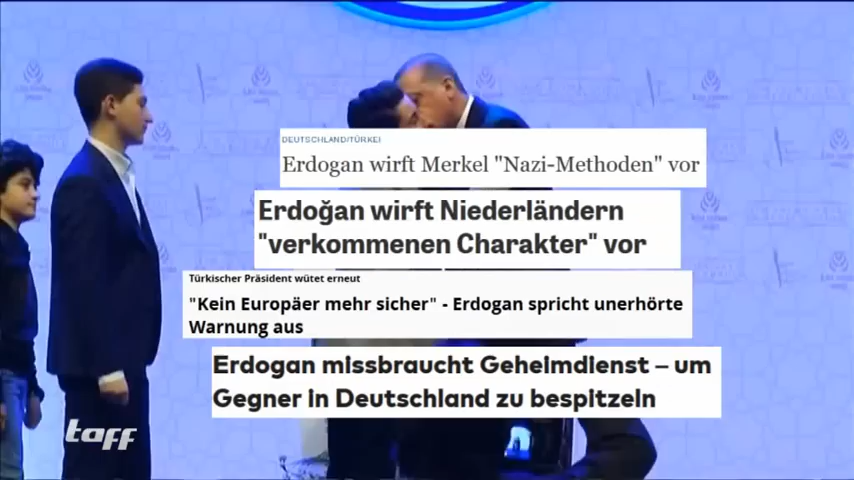 DEUTSCHLAND/TÜRKEI
Erdogan wirft Merkel "Nazi-Methoden" vor
Erdoğan wirft Niederländern
"verkommenen Charakter" vor
Türkischer Präsident wütet erneut
"Kein Europäer mehr sicher" - Erdogan spricht unerhörte
Warnung aus
Erdogan missbraucht Geheimdienst – um
Gegner in Deutschland zu bespitzeln
taff